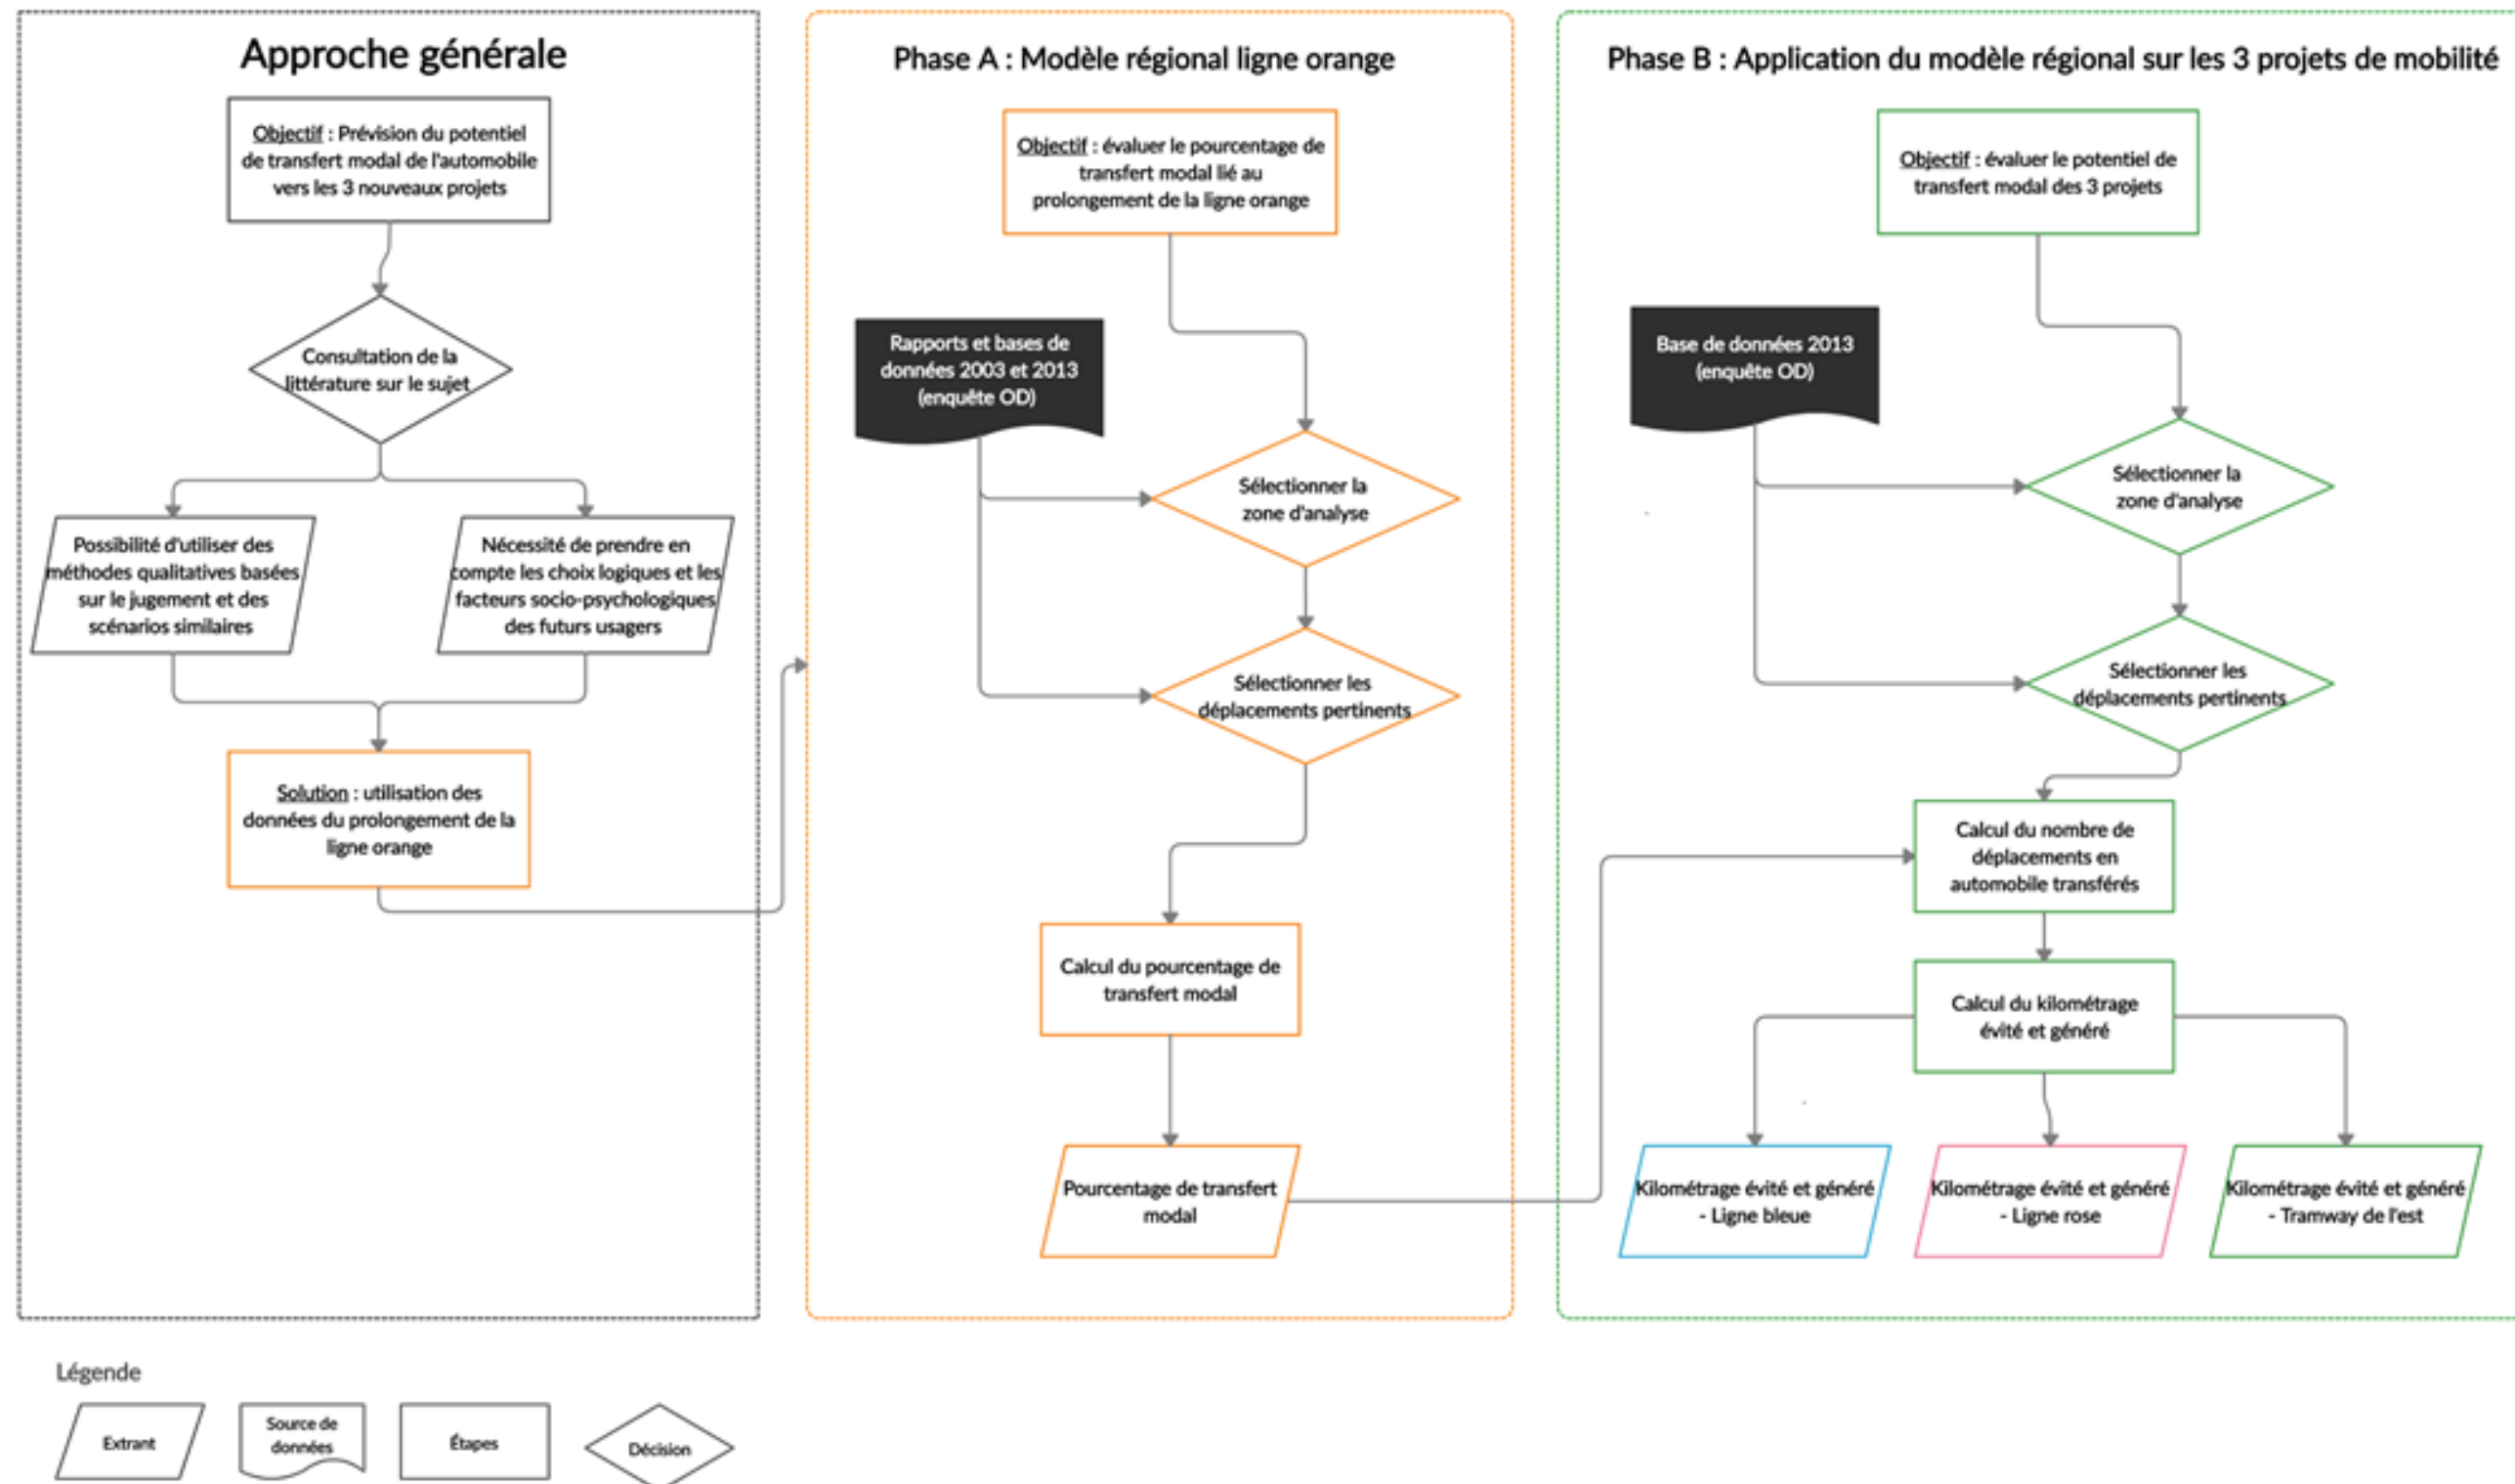 Approche générale
Objectif : Prévision du potentiel
de transfert modal de l'automobile
vers les 3 nouveaux projets
Consultation de la
littérature sur le sujet
Possibilité d'utiliser des
méthodes qualitatives basées
sur le jugement et des
scénarios similaires
Nécessité de prendre en
compte les choix logiques et les
facteurs socio-psychologiques
des futurs usagers
Solution : utilisation des
données du prolongement de la
ligne orange
Phase A : Modèle régional ligne orange
Objectif : évaluer le pourcentage de
transfert modal lié au
prolongement de la ligne orange
Rapports et bases de
données 2003 et 2013
(enquête OD)
Sélectionner la
zone d'analyse
Sélectionner les
déplacements pertinents
Calcul du pourcentage de
transfert modal
Pourcentage de transfert
modal
Phase B : Application du modèle régional sur les 3 projets de mobilité
Objectif : évaluer le potentiel de
transfert modal des 3 projets
Base de données 2013
(enquête OD)
Sélectionner la
zone d'analyse
Sélectionner les
déplacements pertinents
Calcul du nombre de
déplacements en
automobile transférés
Calcul du kilométrage
évité et généré
Kilométrage évité et généré
- Ligne bleue
Kilométrage évité et généré
- Ligne rose
Kilométrage évité et généré
- Tramway de l'est
Légende
Extrant
Source de
données
Étapes
Décision